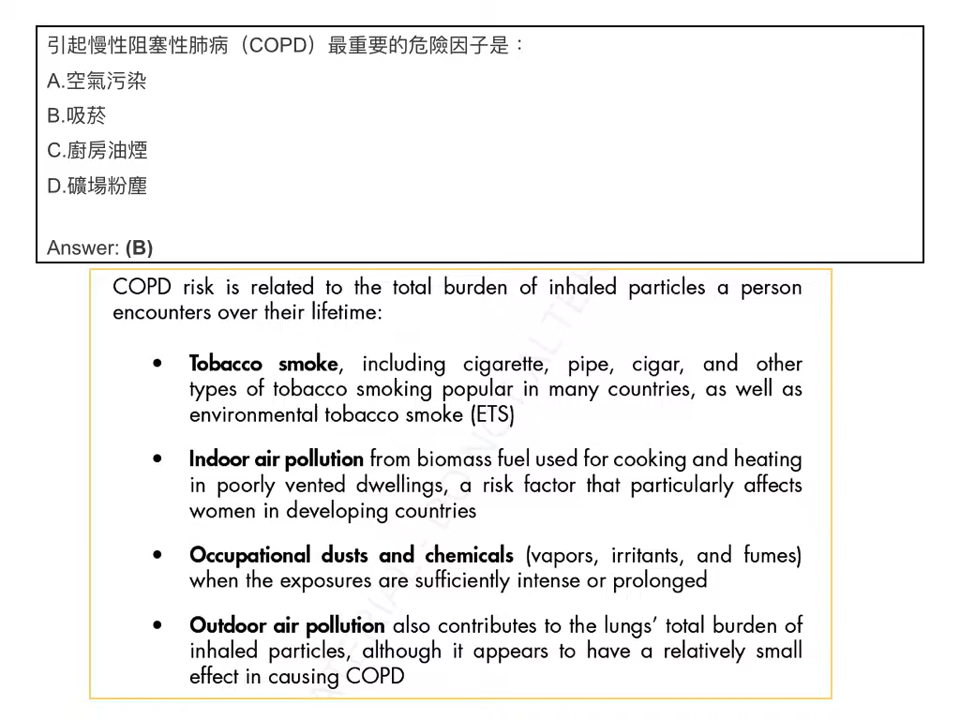 引起慢性阻塞性肺病（COPD）最重要的危險因子是：
A.空氣污染
B.吸菸
C.廚房油煙
D.礦場粉塵
Answer: (B)
COPD risk is related to the total burden of inhaled particles a person
encounters over their lifetime:
• Tobacco smoke, including cigarette, pipe, cigar, and other
types of tobacco smoking popular in many countries, as well as
environmental tobacco smoke (ETS)
• Indoor air pollution from biomass fuel used for cooking and heating
in poorly vented dwellings, a risk factor that particularly affects
women in developing countries
• Occupational dusts and chemicals (vapors, irritants, and fumes)
when the exposures are sufficiently intense or prolonged
• Outdoor air pollution also contributes to the lungs’ total burden of
inhaled particles, although it appears to have a relatively small
effect in causing COPD